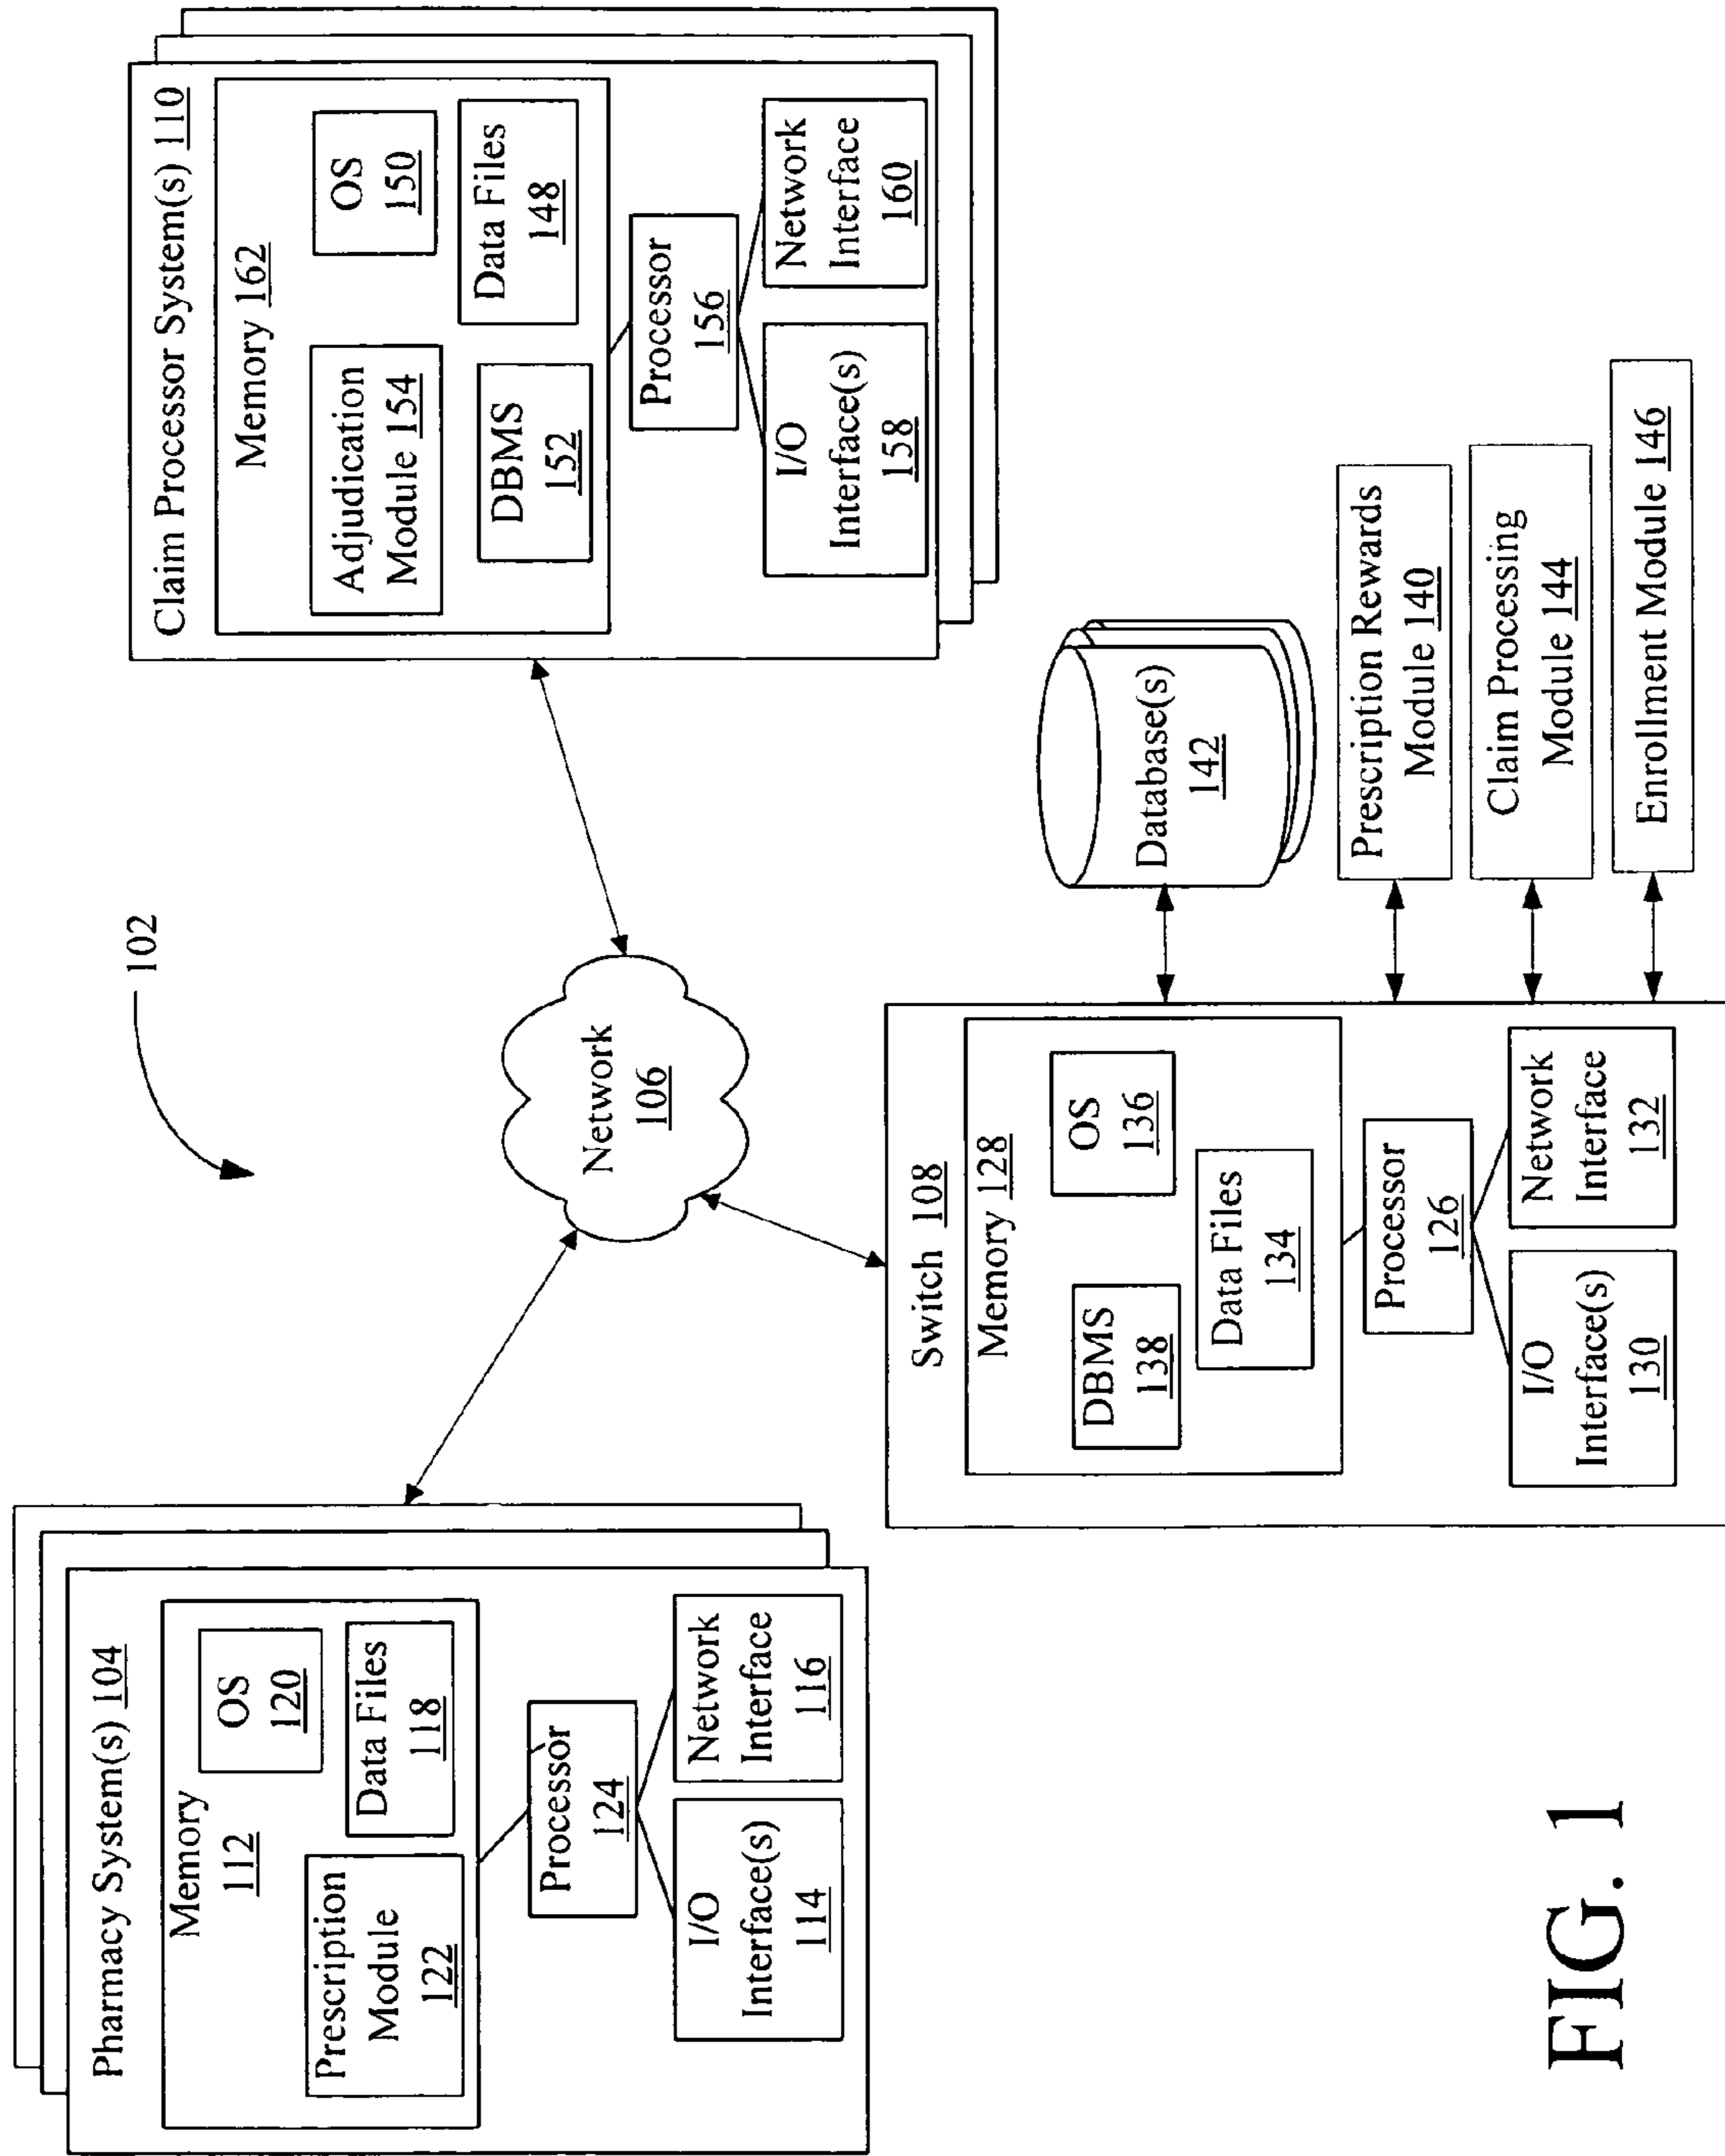 102
Pharmacy System(s) 104
Memory
112
OS
120
Prescription
Module
122
Data Files
118
Processor
124
I/O
Interface(s)
114
Network
Interface
116
Network
106
Claim Processor System(s) 110
Memory 162
Adjudication
Module 154
OS
150
DBMS
152
Data Files
148
Processor
156
I/O
Interface(s)
158
Network
Interface
160
Switch 108
Memory 128
DBMS
138
OS
136
Data Files
134
Processor
126
I/O
Interface(s)
130
Network
Interface
132
Database(s)
142
Prescription Rewards
Module 140
Claim Processing
Module 144
Enrollment Module 146
FIG. 1